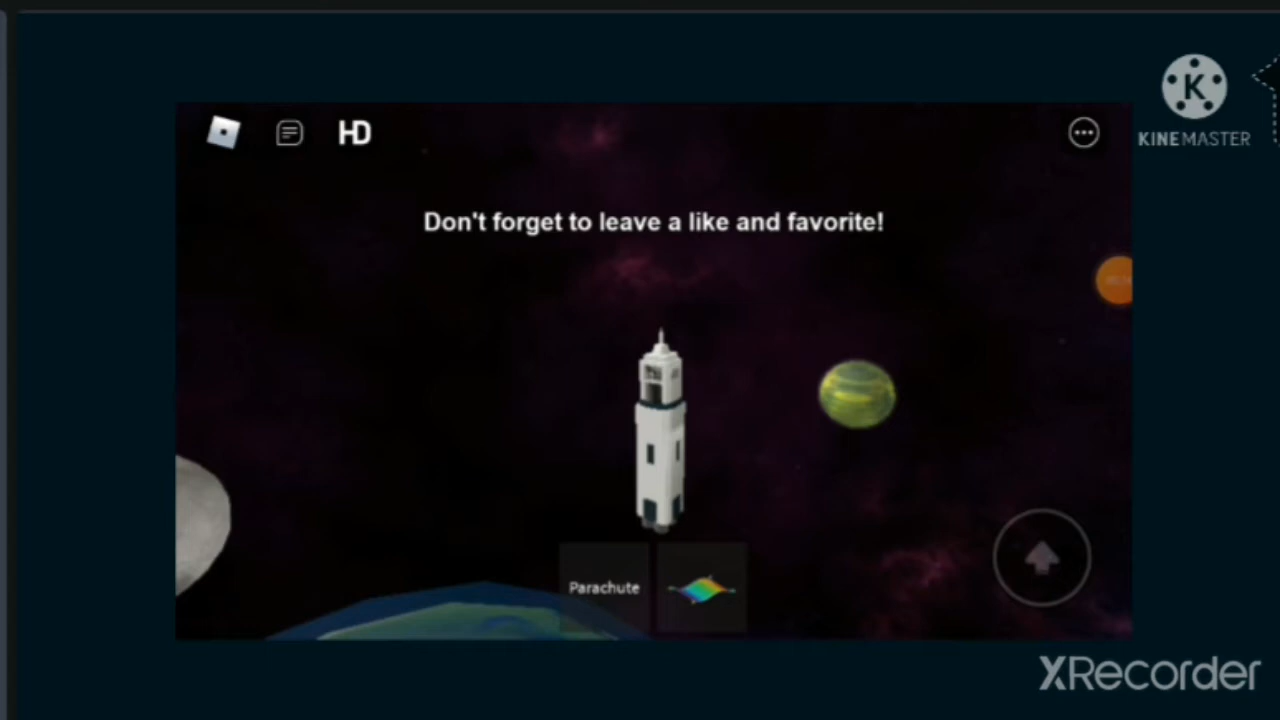 HD
K
KINEMASTER
Don't forget to leave a like and favorite!
Parachute
XRecorder